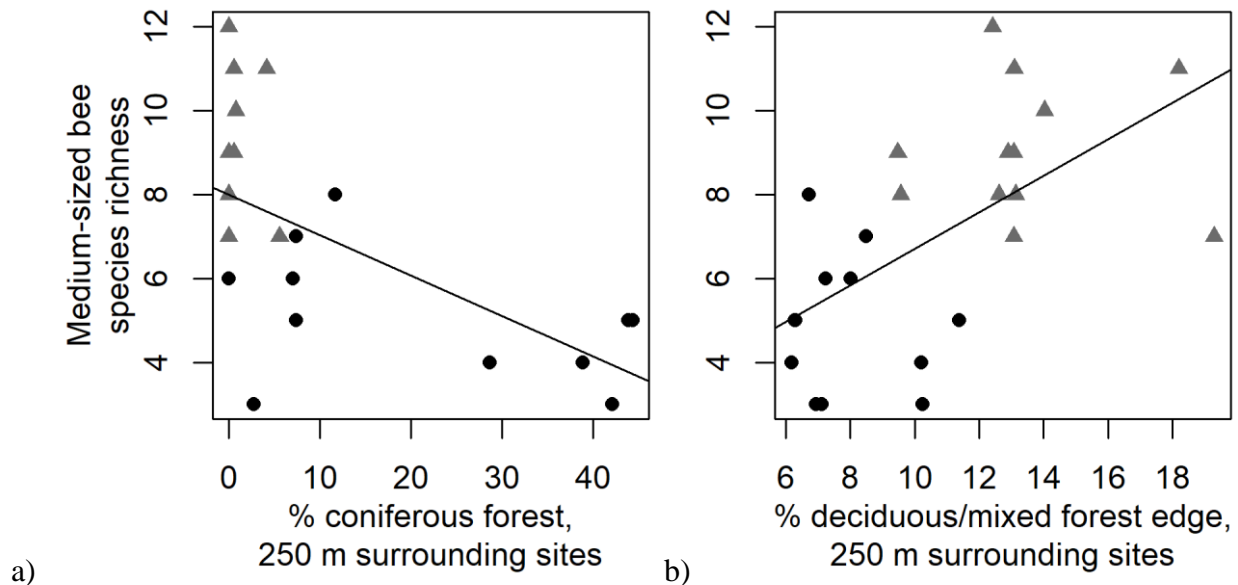 Medium-sized bee
species richness
12
10
8
6
4
0 10 20 30 40
% coniferous forest,
250 m surrounding sites
a)
12
10
8
6
4
6 8 10 12 14 16 18
% deciduous/mixed forest edge,
250 m surrounding sites
b)